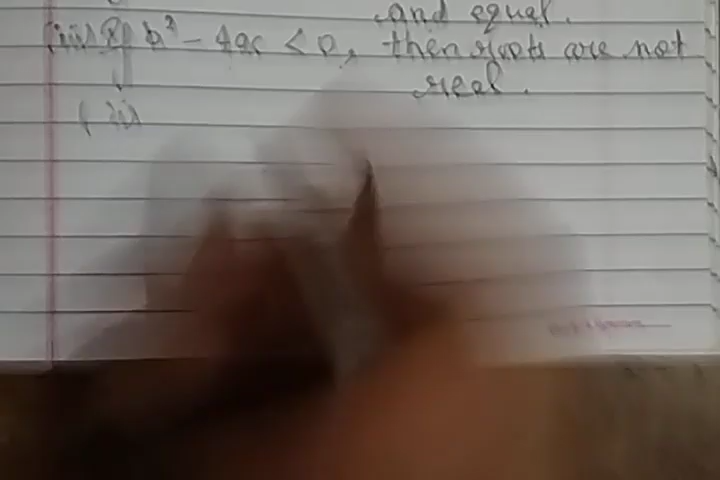 and equal.
(iii) If b² - 4ac < 0, then roots are not
real.